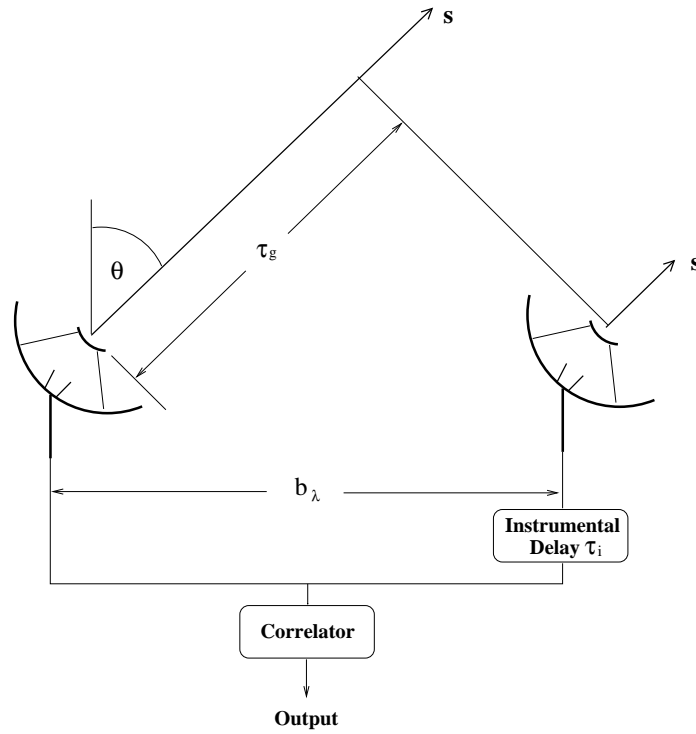 s
τg
θ
s
bλ
Instrumental
Delay τi
Correlator
Output